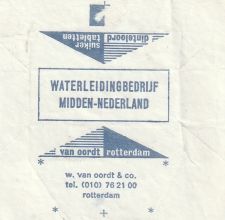 suiker
tabletten
dinteloord
WATERLEIDINGBEDRIJF
MIDDEN-NEDERLAND
van oordt rotterdam
w. van oordt & co.
tel. (010) 76 21 00
rotterdam